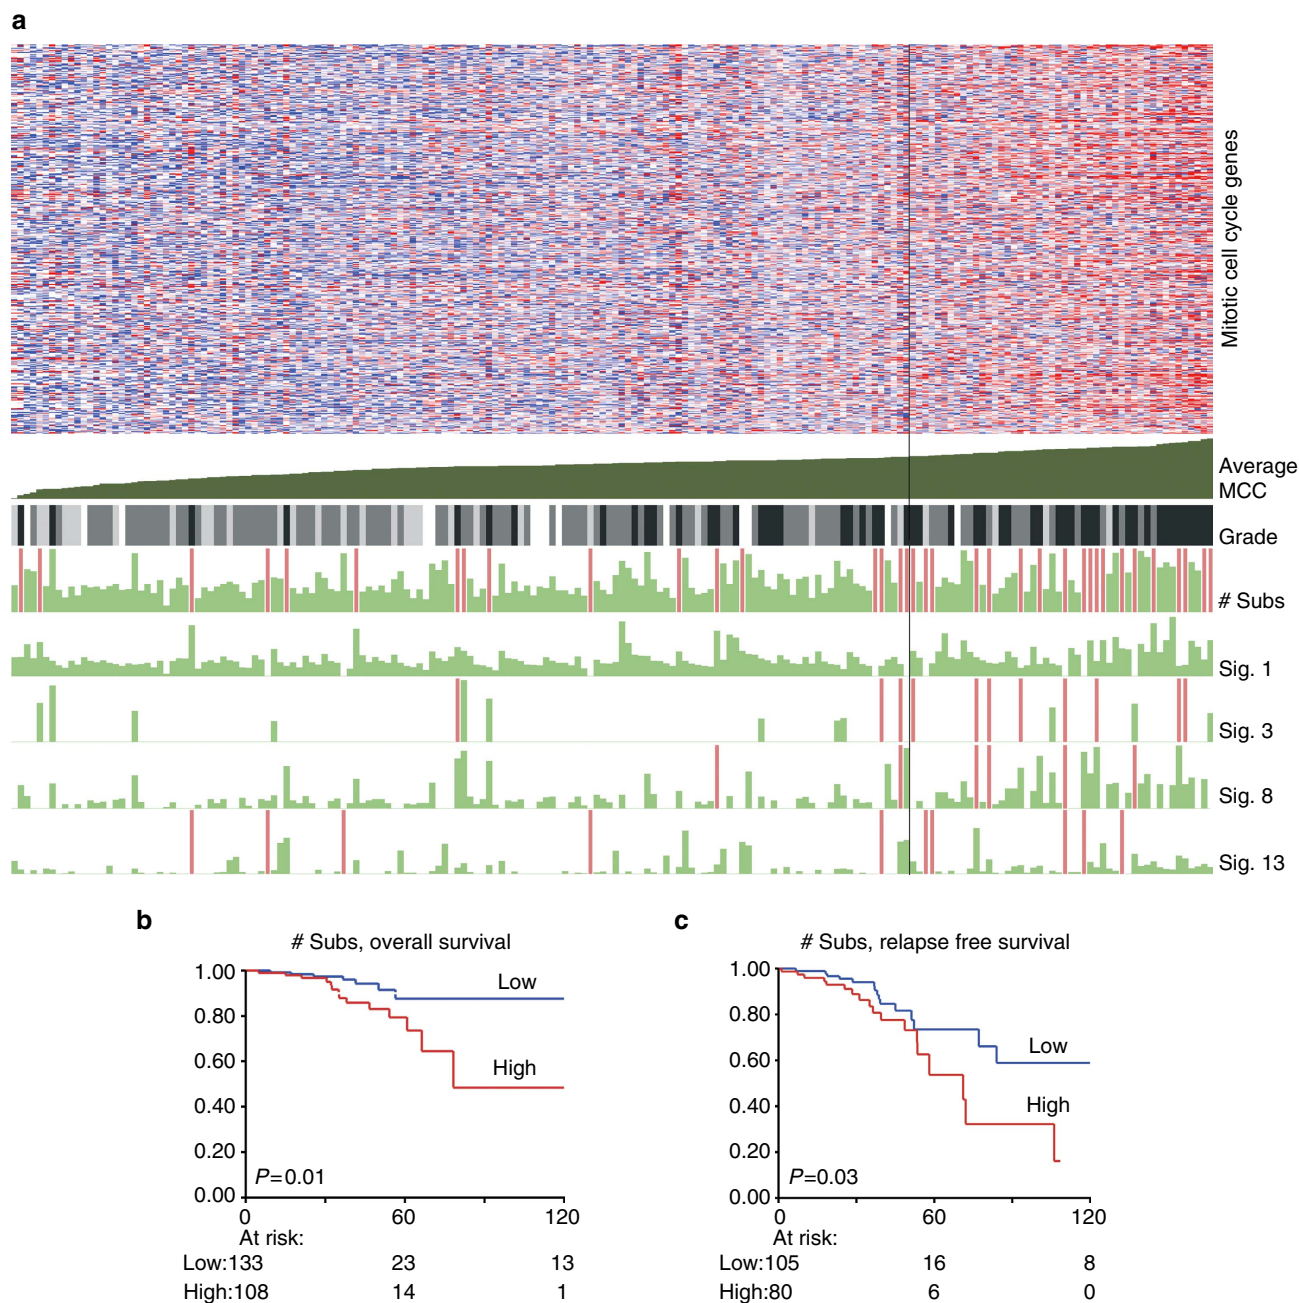 a
Mitotic cell cycle genes
Average
MCC
Grade
# Subs
Sig. 1
Sig. 3
Sig. 8
Sig. 13
b
# Subs, overall survival
1.00
0.80
0.60
0.40
0.20
0.00
Low
High
P=0.01
0 60 120
At risk:
Low:133 23 13
High:108 14 1
c
# Subs, relapse free survival
1.00
0.80
0.60
0.40
0.20
0.00
Low
High
P=0.03
0 60 120
At risk:
Low:105 16 8
High:80 6 0